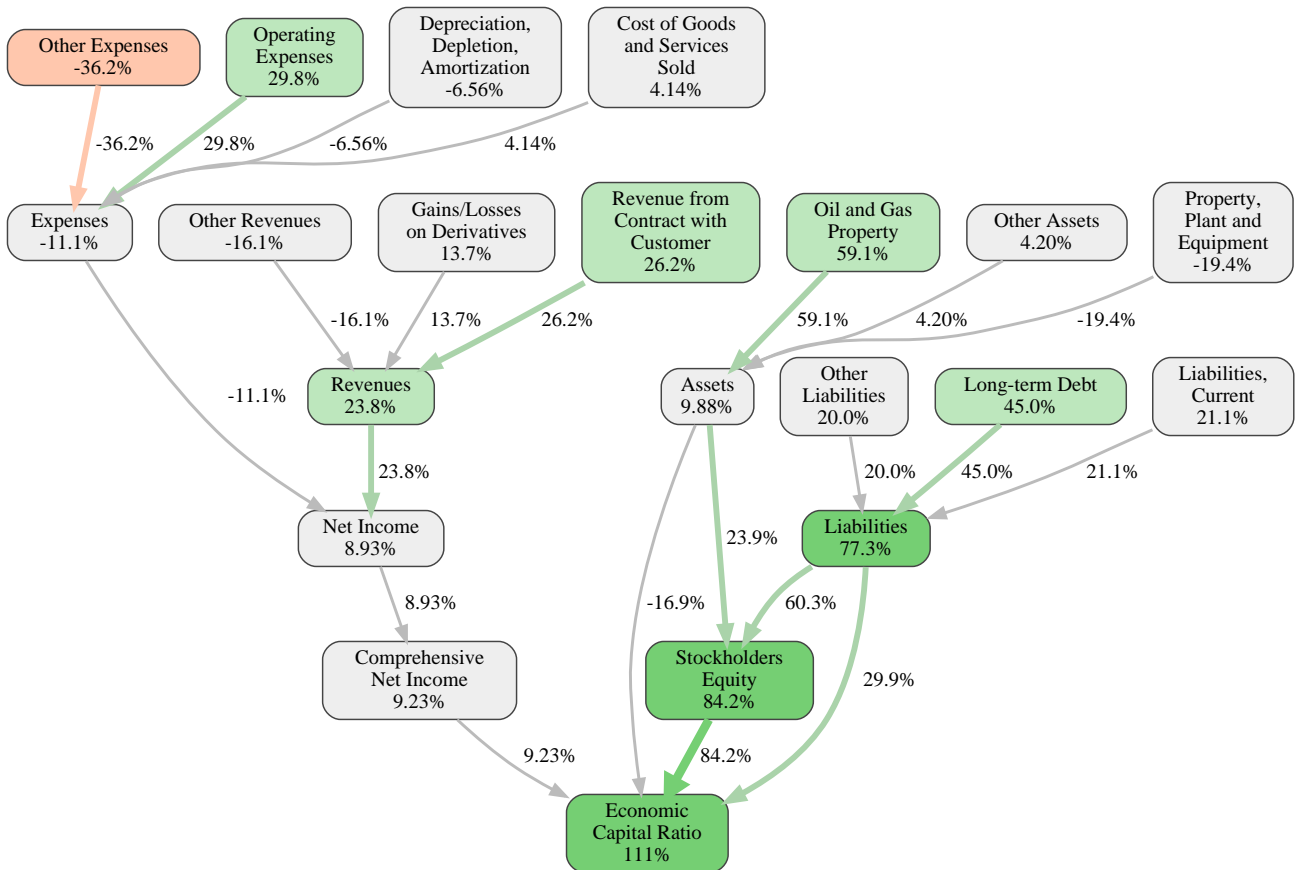 Other Expenses
-36.2%
Operating
Expenses
29.8%
Depreciation,
Depletion,
Amortization
-6.56%
Cost of Goods
and Services
Sold
4.14%
-36.2%
29.8%
-6.56%
4.14%
Expenses
-11.1%
Other Revenues
-16.1%
Gains/Losses
on Derivatives
13.7%
Revenue from
Contract with
Customer
26.2%
Oil and Gas
Property
59.1%
Other Assets
4.20%
Property,
Plant and
Equipment
-19.4%
-16.1%
13.7%
26.2%
59.1%
4.20%
-19.4%
-11.1%
Revenues
23.8%
Assets
9.88%
Other
Liabilities
20.0%
Long-term Debt
45.0%
Liabilities,
Current
21.1%
23.8%
20.0%
45.0%
21.1%
Net Income
8.93%
23.9%
Liabilities
77.3%
8.93%
-16.9%
60.3%
Comprehensive
Net Income
9.23%
Stockholders
Equity
84.2%
29.9%
9.23%
84.2%
Economic
Capital Ratio
111%